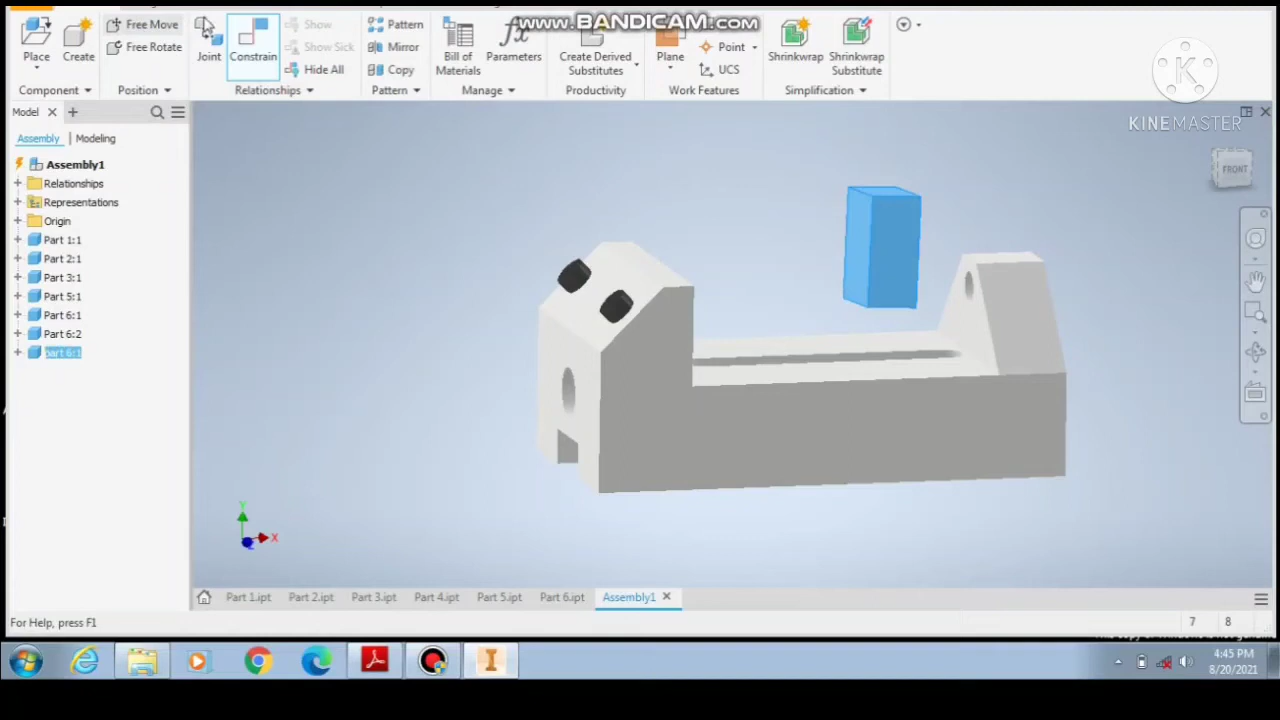 www.BANDICAM.com
Place
Create
Free Move
Free Rotate
Joint
Constrain
Show
Show Sick
Hide All
Pattern
Mirror
Copy
Bill of
Materials
Parameters
Create Derived
Substitutes
Plane
Point
UCS
Shrinkwrap
Shrinkwrap
Substitute
Component
Position
Relationships
Pattern
Manage
Productivity
Work Features
Simplification
K
KINEMASTER
Model
Assembly
Modeling
Assembly1
Relationships
Representations
Origin
Part 1:1
Part 2:1
Part 3:1
Part 5:1
Part 6:1
Part 6:2
part 6:1
FRONT
Y
X
Part 1.ipt
Part 2.ipt
Part 3.ipt
Part 4.ipt
Part 5.ipt
Part 6.ipt
Assembly1
For Help, press F1
7
8
4:45 PM
8/20/2021